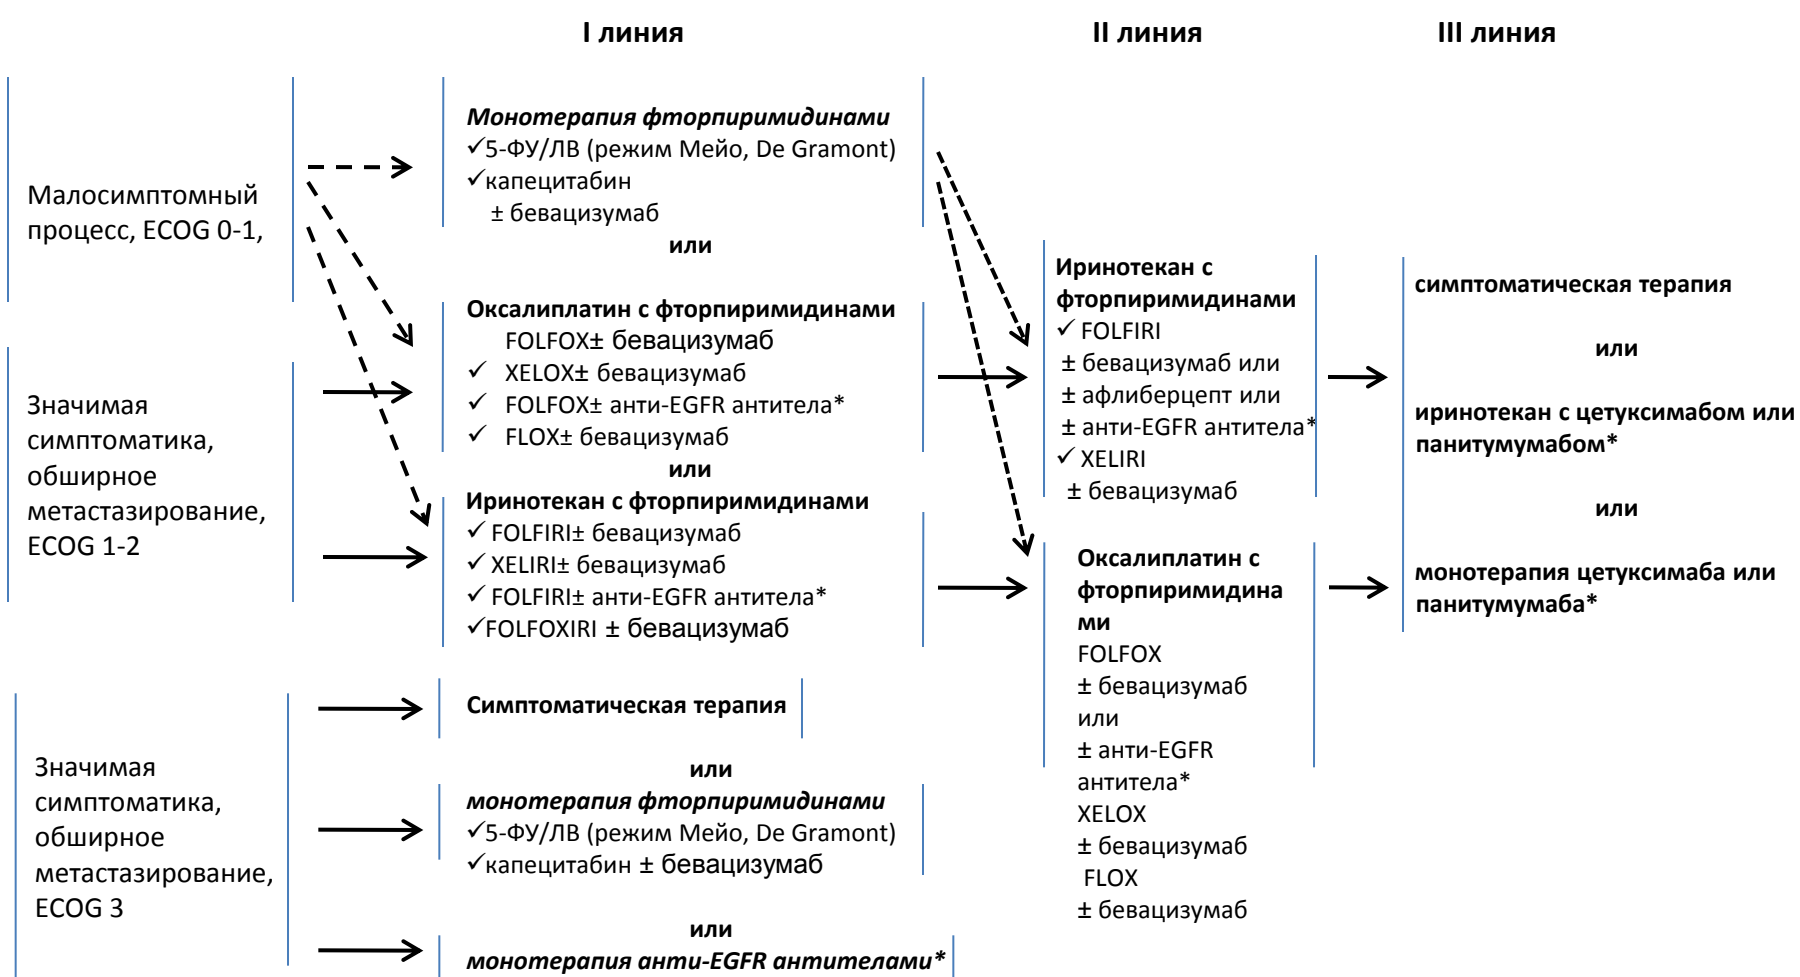 I линия
II линия
III линия
Малосимптомный
процесс, ECOG 0-1,
Значимая
симптоматика,
обширное
метастазирование,
ECOG 1-2
Значимая
симптоматика,
обширное
метастазирование,
ECOG 3
Монотерапия фторпиримидинами
✓5-ФУ/ЛВ (режим Мейо, De Gramont)
✓капецитабин
± бевацизумаб
или
Оксалиплатин с фторпиримидинами
FOLFOX± бевацизумаб
✓ XELOX± бевацизумаб
✓ FOLFOX± анти-EGFR антитела*
✓ FLOX± бевацизумаб
или
Иринотекан с фторпиримидинами
✓ FOLFIRI± бевацизумаб
✓ XELIRI± бевацизумаб
✓ FOLFIRI± анти-EGFR антитела*
✓FOLFOXIRI ± бевацизумаб
Симптоматическая терапия
или
монотерапия фторпиримидинами
✓5-ФУ/ЛВ (режим Мейо, De Gramont)
✓капецитабин ± бевацизумаб
или
монотерапия анти-EGFR антителами*
Иринотекан с
фторпиримидинами
✓ FOLFIRI
± бевацизумаб или
± афлиберцепт или
± анти-EGFR антитела*
✓ XELIRI
± бевацизумаб
Оксалиплатин с
фторпиримидина
ми
FOLFOX
± бевацизумаб
или
± анти-EGFR
антитела*
XELOX
± бевацизумаб
FLOX
± бевацизумаб
симптоматическая терапия
или
иринотекан с цетуксимабом или
панитумумабом*
или
монотерапия цетуксимаба или
панитумумаба*